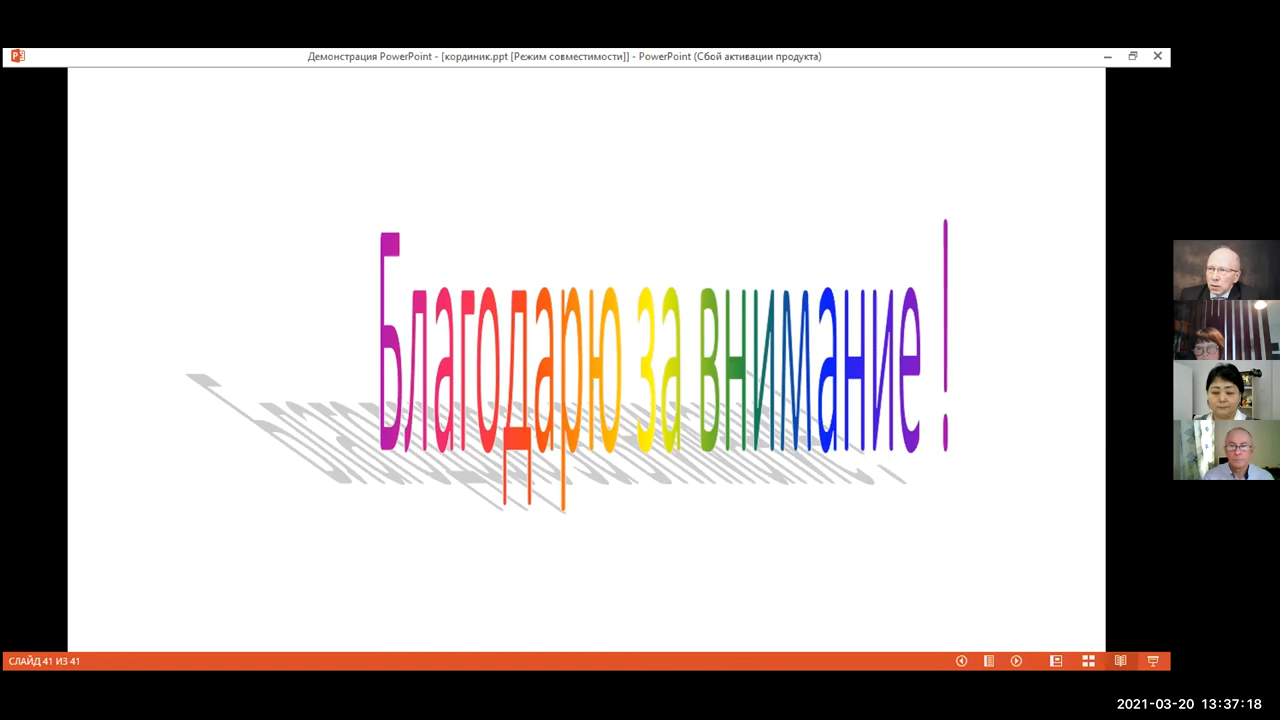 Демонстрация PowerPoint - [кординик.ppt [Режим совместимости]] - PowerPoint (Сбой активации продукта)
Благодарю за внимание !
СЛАЙД 41 ИЗ 41
2021-03-20 13:37:18